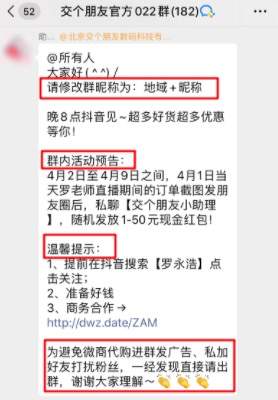 52
交个朋友官方022群(182)
助... @北京交个朋友数码科技有...
@所有人
大家好(^^)/
请修改群昵称为：地域+昵称
晚8点抖音见~超多好货超多优惠
等你！
群内活动预告：
4月2日至4月9日之间，4月1日当
天罗老师直播期间的订单截图发朋
友圈后，私聊【交个朋友小助理
】，随机发放1-50元现金红包！
温馨提示：
1、提前在抖音搜索【罗永浩】点
击关注；
2、准备好钱
3、商务合作→
http://dwz.date/ZAM
为避免微商代购进群发广告、私加
好友打扰粉丝，一经发现直接请出
群，谢谢大家理解～👏👏👏